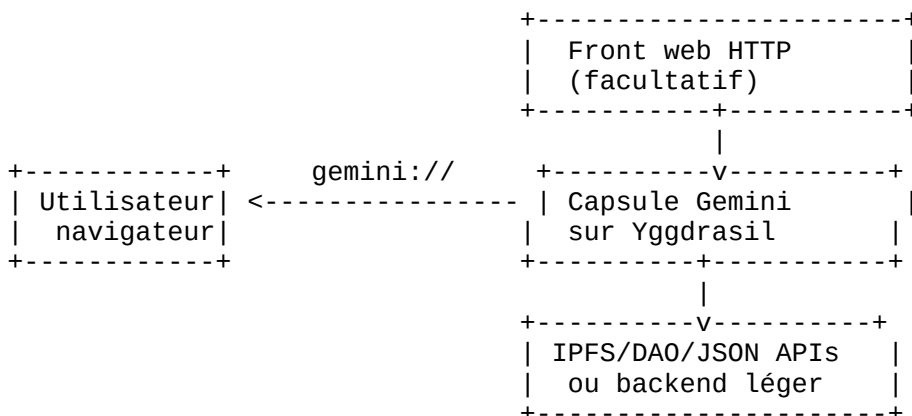 Front web HTTP
(facultatif)
gemini://
Utilisateur
navigateur
Capsule Gemini
sur Yggdrasil
IPFS/DAO/JSON APIs
ou backend léger